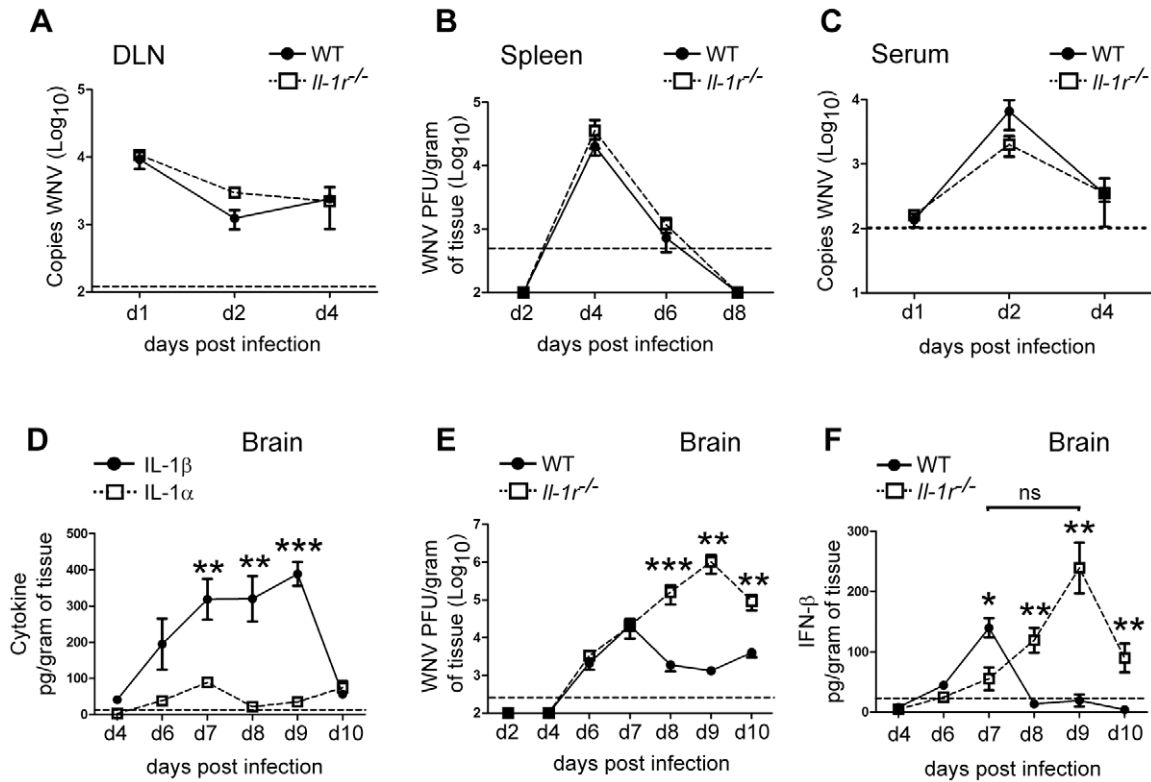 A
DLN
WT
Il-1r-/-
Copies WNV (Log10)
4
3
2
d1 d2 d4
days post infection
B
Spleen
WT
Il-1r-/-
WNV PFU/gram
of tissue (Log10)
5
4
3
2
d2 d4 d6 d8
days post infection
C
Serum
WT
Il-1r-/-
Copies WNV (Log10)
4
3
2
1
d1 d2 d4
days post infection
D
Brain
IL-1β
IL-1α
Cytokine
pg/gram of tissue
500
400
300
200
100
0
** ** ***
d4 d6 d7 d8 d9 d10
days post infection
E
Brain
WT
Il-1r-/-
WNV PFU/gram
of tissue (Log10)
7
6
5
4
3
2
*** ** **
d2 d4 d6 d7 d8 d9 d10
days post infection
F
Brain
WT
Il-1r-/-
ns
IFN-β
pg/gram of tissue
300
200
100
0
* ** ** **
d4 d6 d7 d8 d9 d10
days post infection